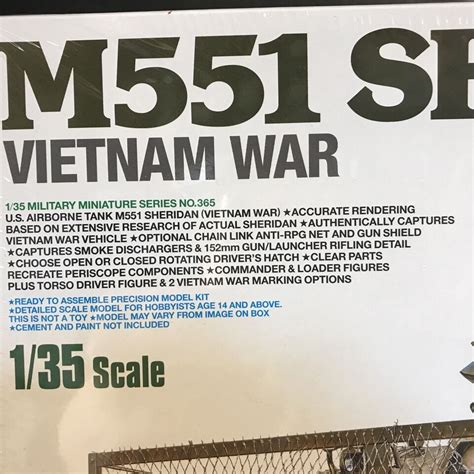 M551 SH
VIETNAM WAR
1/35 MILITARY MINIATURE SERIES NO.365
U.S. AIRBORNE TANK M551 SHERIDAN (VIETNAM WAR) ★ACCURATE RENDERING
BASED ON EXTENSIVE RESEARCH OF ACTUAL SHERIDAN ★AUTHENTICALLY CAPTURES
VIETNAM WAR VEHICLE ★OPTIONAL CHAIN LINK ANTI-RPG NET AND GUN SHIELD
★CAPTURES SMOKE DISCHARGERS & 152mm GUN/LAUNCHER RIFLING DETAIL
★CHOOSE OPEN OR CLOSED ROTATING DRIVER'S HATCH ★CLEAR PARTS
RECREATE PERISCOPE COMPONENTS ★COMMANDER & LOADER FIGURES
PLUS TORSO DRIVER FIGURE & 2 VIETNAM WAR MARKING OPTIONS
★READY TO ASSEMBLE PRECISION MODEL KIT
★DETAILED SCALE MODEL FOR HOBBYISTS AGE 14 AND ABOVE.
THIS IS NOT A TOY ★MODEL MAY VARY FROM IMAGE ON BOX
★CEMENT AND PAINT NOT INCLUDED
1/35 Scale